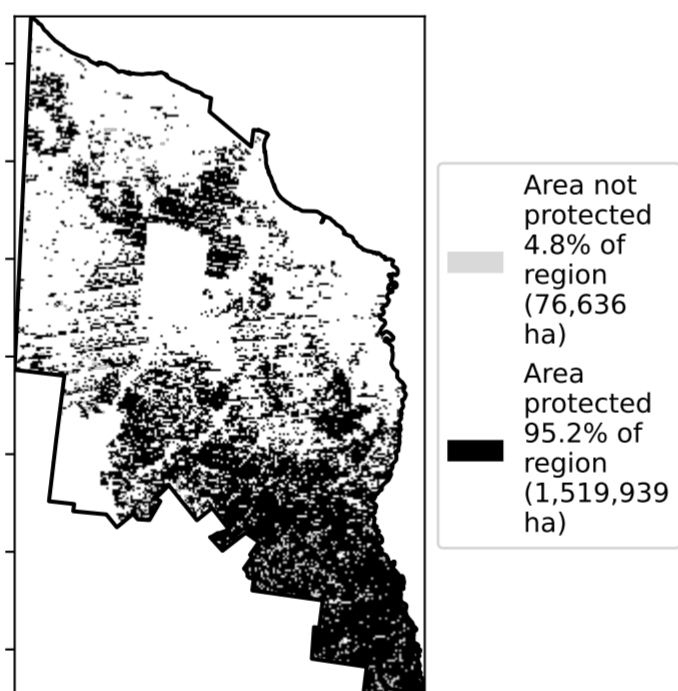 Area not
protected
4.8% of
region
(76,636
ha)
Area
protected
95.2% of
region
(1,519,939
ha)